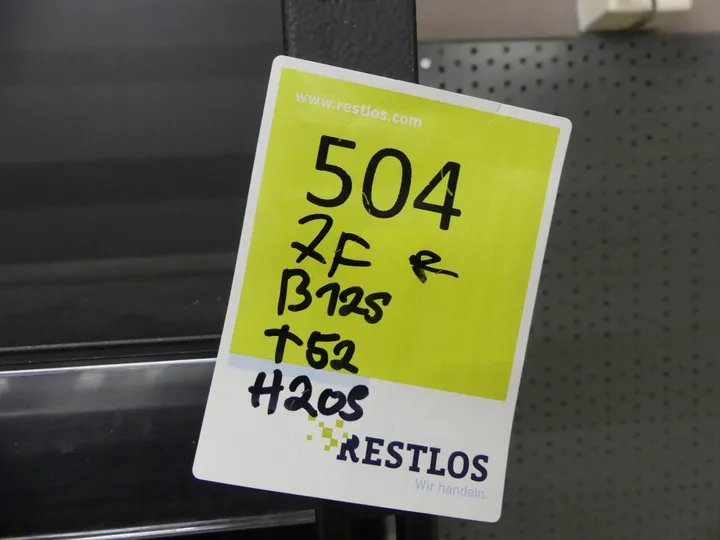 www.restlos.com
504
2F ←
B125
T52
H205
RESTLOS
Wir handeln.